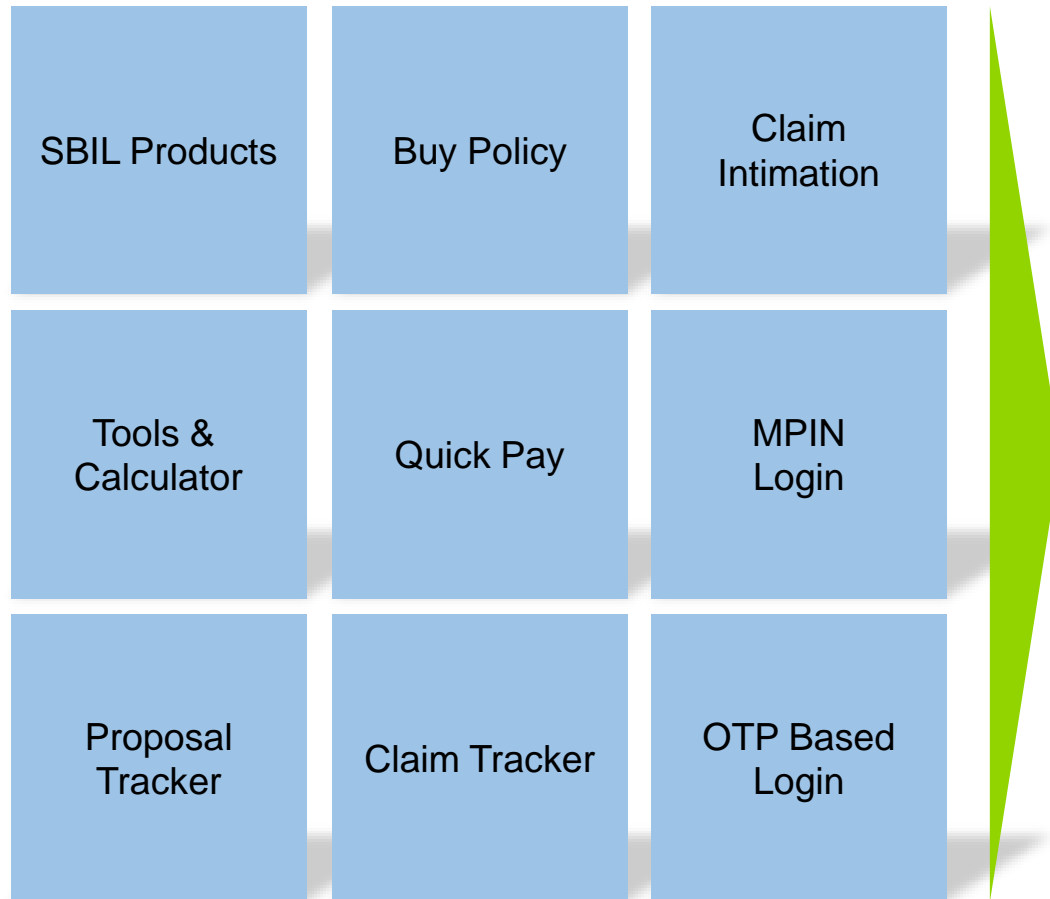 SBIL Products
Buy Policy
Claim
Intimation
Tools &
Calculator
Quick Pay
MPIN
Login
Proposal
Tracker
Claim Tracker
OTP Based
Login